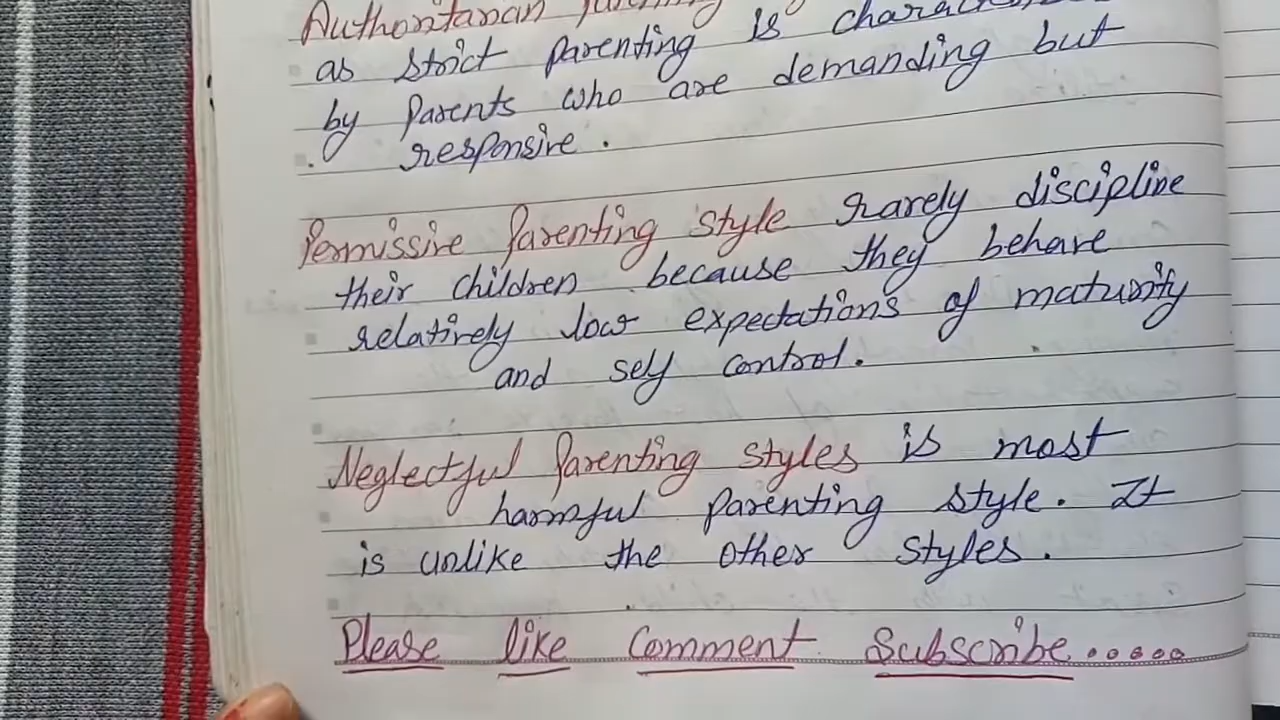 Authoritarian
as strict parenting is
by Parents who are demanding but
responsive.
Permissive Parenting style rarely discipline
their children because they behave
relatively low expectations of maturity
and self control.
Neglectful Parenting styles is most
harmful parenting style. It
is unlike the other styles.
Please like Comment Subscribe.....